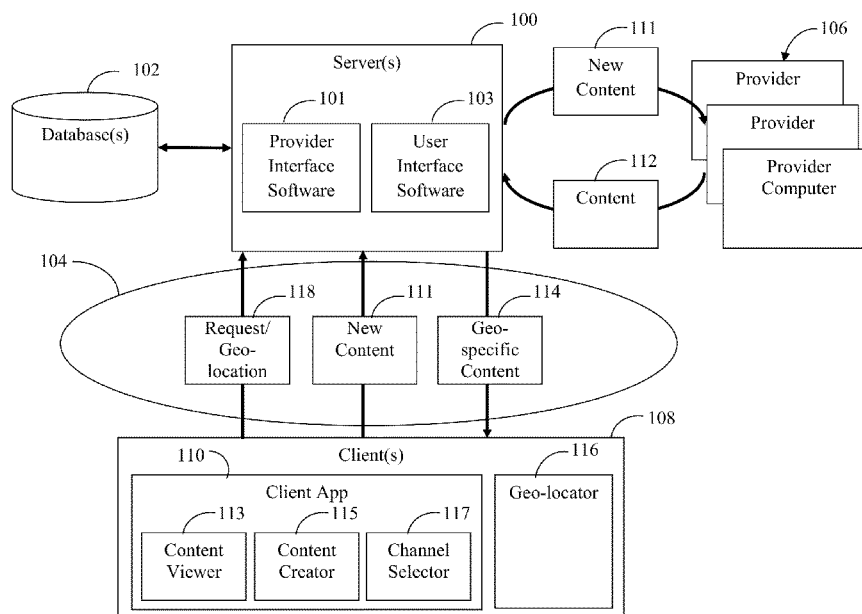 100
111
106
102
Server(s)
New
Content
Provider
101
103
Database(s)
Provider
Interface
Software
User
Interface
Software
Provider
112
Content
Provider
Computer
104
118
111
114
Request/
Geo-
location
New
Content
Geo-
specific
Content
108
110
Client(s)
116
Client App
Geo-locator
113
115
117
Content
Viewer
Content
Creator
Channel
Selector